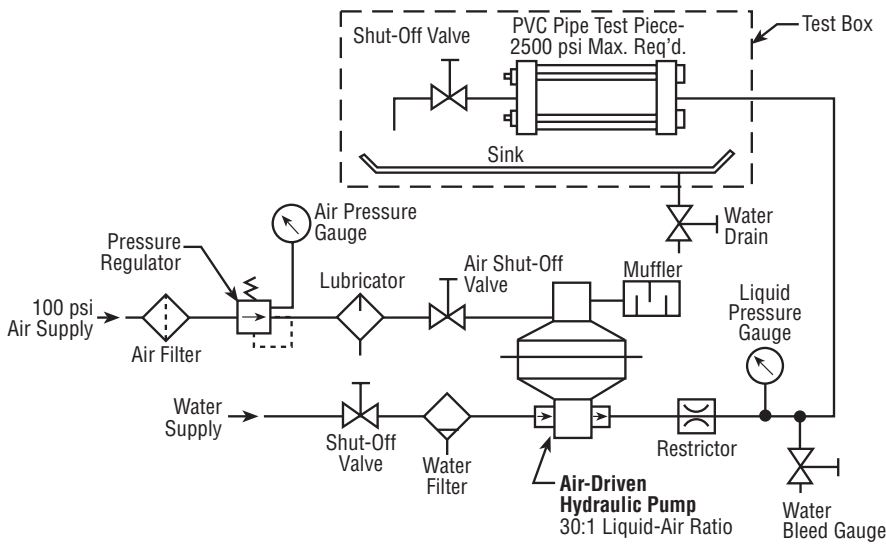 Shut-Off Valve
PVC Pipe Test Piece-
2500 psi Max. Req'd.
Test Box
Sink
Water
Drain
Air Pressure
Gauge
Pressure
Regulator
Lubricator
Air Shut-Off
Valve
Muffler
Liquid
Pressure
Gauge
100 psi
Air Supply
Air Filter
Water
Supply
Shut-Off
Valve
Water
Filter
Restrictor
Air-Driven
Hydraulic Pump
30:1 Liquid-Air Ratio
Water
Bleed Gauge